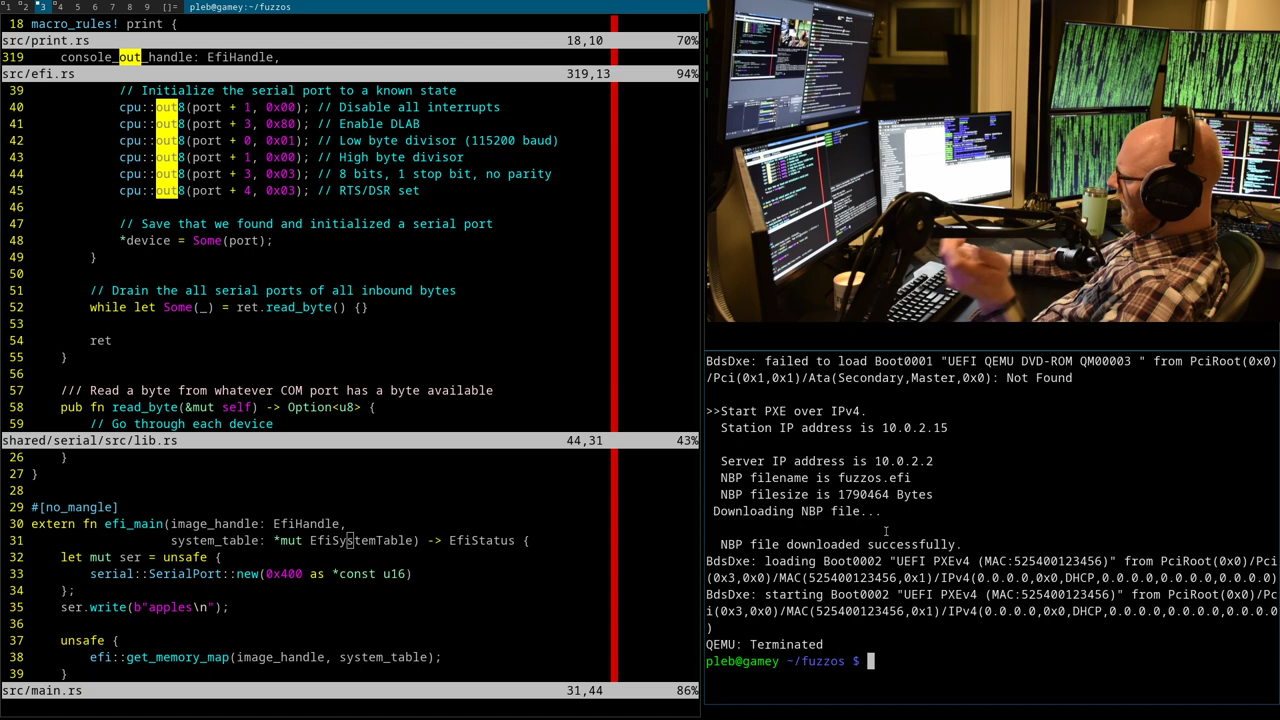 1 2 3 4 5 6 7 8 9 []= pleb@gamey:~/fuzzos
18 macro_rules! print {
src/print.rs 18,10 70%
319 console_out_handle: EfiHandle,
src/efi.rs 319,13 94%
39 // Initialize the serial port to a known state
40 cpu::out8(port + 1, 0x00); // Disable all interrupts
41 cpu::out8(port + 3, 0x80); // Enable DLAB
42 cpu::out8(port + 0, 0x01); // Low byte divisor (115200 baud)
43 cpu::out8(port + 1, 0x00); // High byte divisor
44 cpu::out8(port + 3, 0x03); // 8 bits, 1 stop bit, no parity
45 cpu::out8(port + 4, 0x03); // RTS/DSR set
46
47 // Save that we found and initialized a serial port
48 *device = Some(port);
49 }
50
51 // Drain the all serial ports of all inbound bytes
52 while let Some(_) = ret.read_byte() {}
53
54 ret
55 }
56
57 /// Read a byte from whatever COM port has a byte available
58 pub fn read_byte(&mut self) -> Option<u8> {
59 // Go through each device
shared/serial/src/lib.rs 44,31 43%
26 }
27 }
28
29 #[no_mangle]
30 extern fn efi_main(image_handle: EfiHandle,
31 system_table: *mut EfiSystemTable) -> EfiStatus {
32 let mut ser = unsafe {
33 serial::SerialPort::new(0x400 as *const u16)
34 };
35 ser.write(b"apples\n");
36
37 unsafe {
38 efi::get_memory_map(image_handle, system_table);
39 }
src/main.rs 31,44 86%
BdsDxe: failed to load Boot0001 "UEFI QEMU DVD-ROM QM00003 " from PciRoot(0x0)
/Pci(0x1,0x1)/Ata(Secondary,Master,0x0): Not Found
>>Start PXE over IPv4.
Station IP address is 10.0.2.15
Server IP address is 10.0.2.2
NBP filename is fuzzos.efi
NBP filesize is 1790464 Bytes
Downloading NBP file...
NBP file downloaded successfully.
BdsDxe: loading Boot0002 "UEFI PXEv4 (MAC:525400123456)" from PciRoot(0x0)/Pci
(0x3,0x0)/MAC(525400123456,0x1)/IPv4(0.0.0.0,0x0,DHCP,0.0.0.0,0.0.0.0,0.0.0.0)
BdsDxe: starting Boot0002 "UEFI PXEv4 (MAC:525400123456)" from PciRoot(0x0)/Pc
i(0x3,0x0)/MAC(525400123456,0x1)/IPv4(0.0.0.0,0x0,DHCP,0.0.0.0,0.0.0.0,0.0.0.0
)
QEMU: Terminated
pleb@gamey ~/fuzzos $